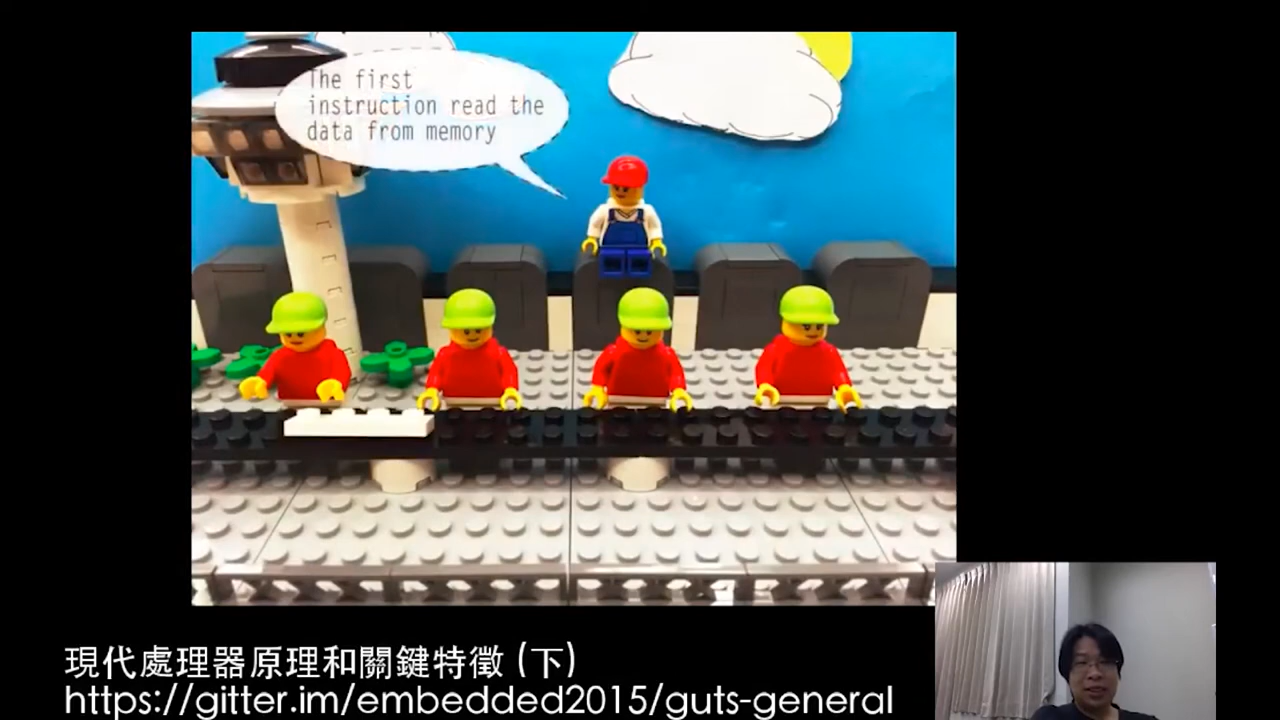 The first
instruction read the
data from memory
現代處理器原理和關鍵特徵 (下)
https://gitter.im/embedded2015/guts-general